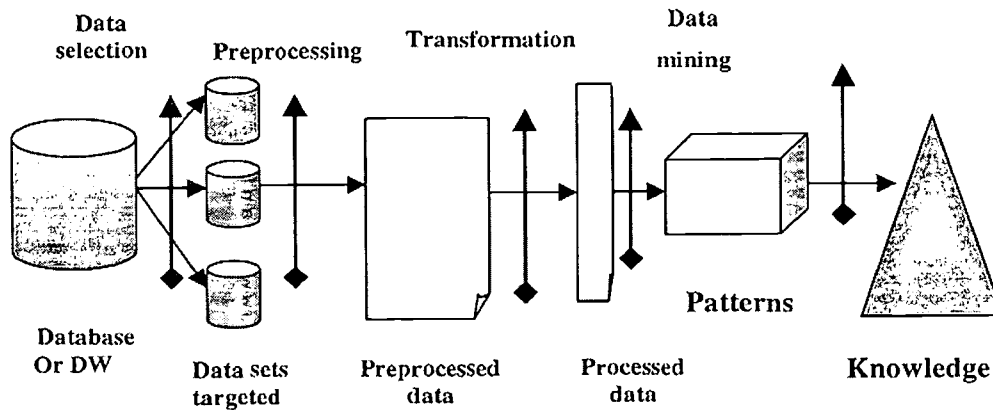 Data
selection
Preprocessing
Transformation
Data
mining
Database
Or DW
Data sets
targeted
Preprocessed
data
Processed
data
Patterns
Knowledge